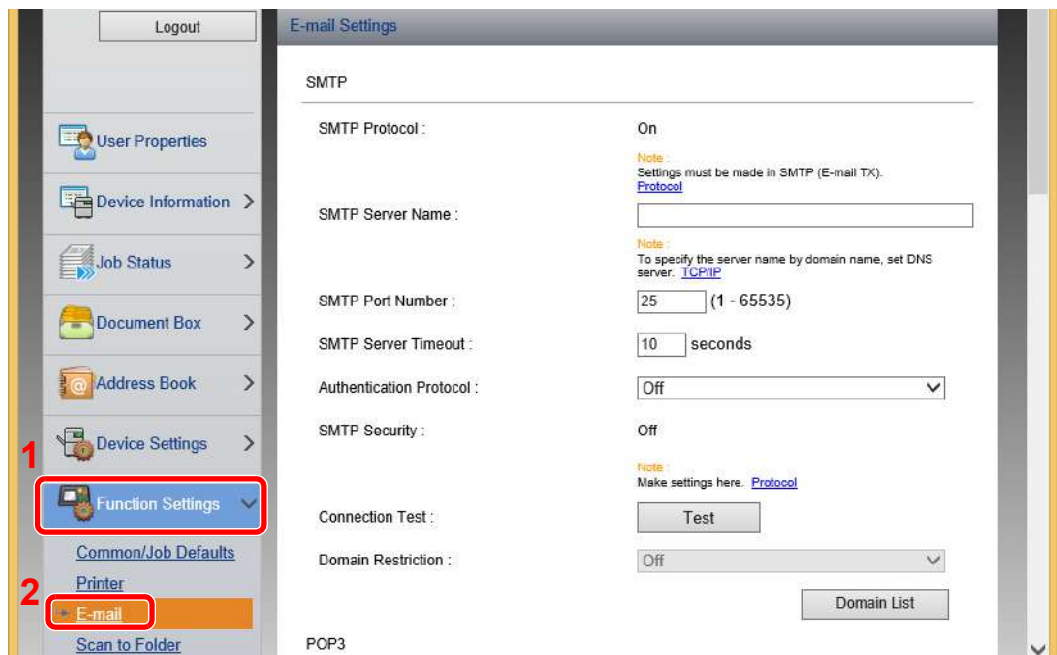 Logout
User Properties
Device Information
Job Status
Document Box
Address Book
Device Settings
1
Function Settings
Common/Job Defaults
Printer
2
E-mail
Scan to Folder
E-mail Settings
SMTP
SMTP Protocol : On
Note :
Settings must be made in SMTP (E-mail TX).
Protocol
SMTP Server Name :
Note :
To specify the server name by domain name, set DNS
server. TCP/IP
SMTP Port Number : 25 (1 - 65535)
SMTP Server Timeout : 10 seconds
Authentication Protocol : Off
SMTP Security : Off
Note :
Make settings here. Protocol
Connection Test : Test
Domain Restriction : Off
Domain List
POP3